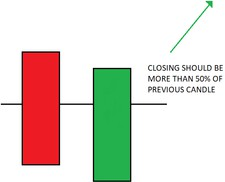 CLOSING SHOULD BE
MORE THAN 50% OF
PREVIOUS CANDLE